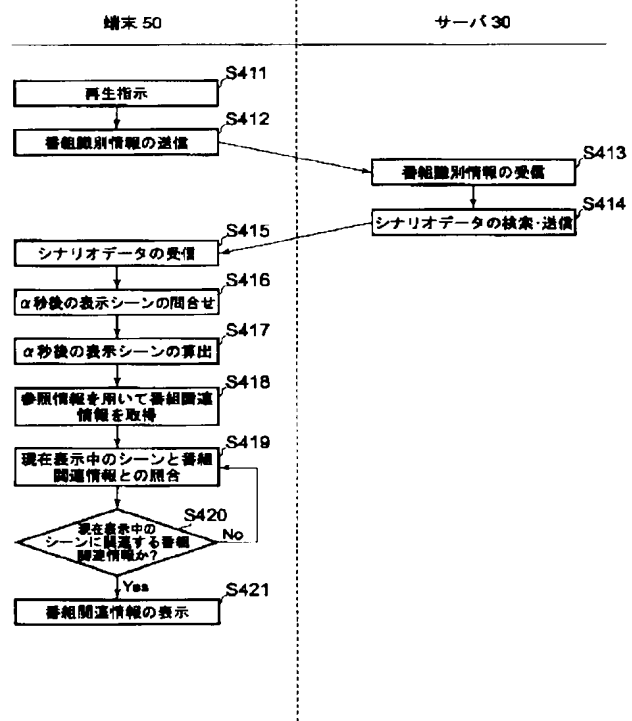 端末 50
サーバ 30
S411
再生指示
S412
番組識別情報の送信
S413
番組識別情報の受信
S414
シナリオデータの検索･送信
S415
シナリオデータの受信
S416
α秒後の表示シーンの問合せ
S417
α秒後の表示シーンの算出
S418
参照情報を用いて番組関連
情報を取得
S419
現在表示中のシーンと番組
関連情報との照合
S420
現在表示中の
シーンに関連する番組
関連情報か?
No
Yes
S421
番組関連情報の表示